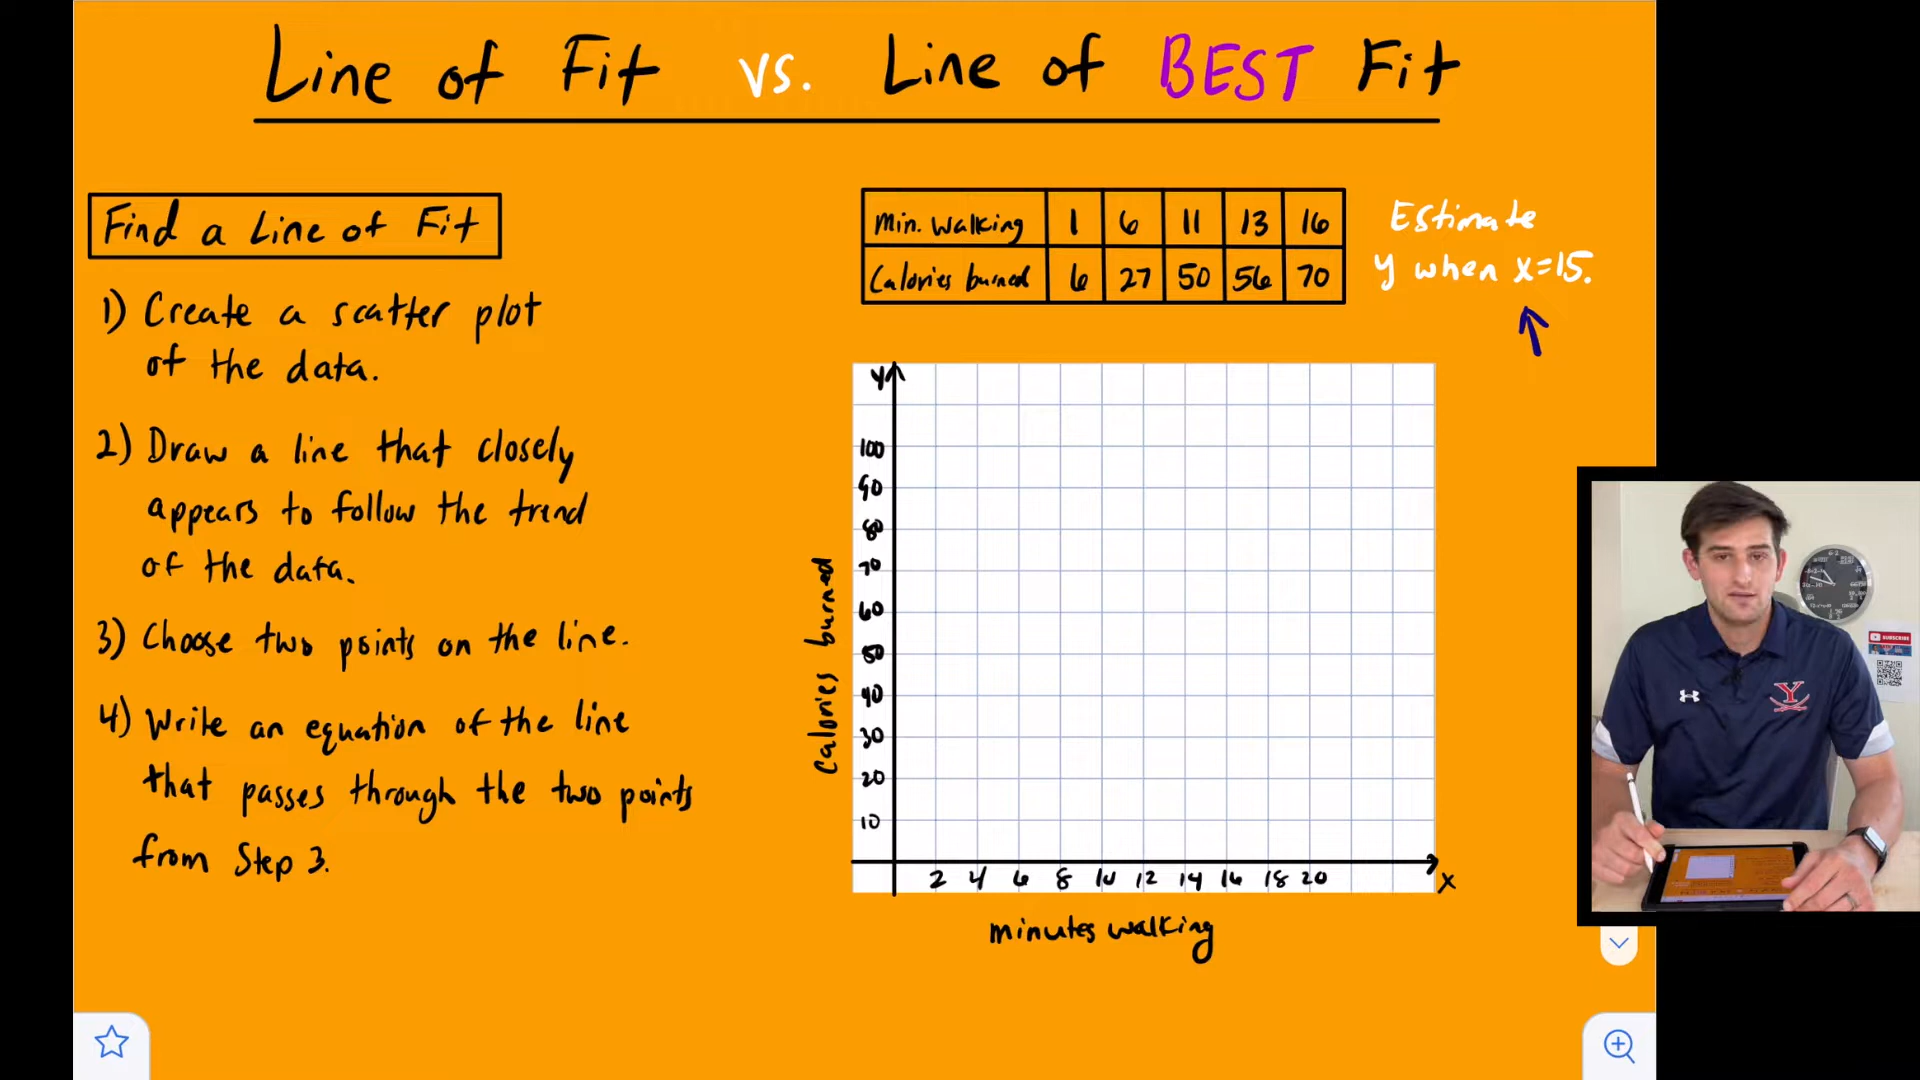 Line of Fit vs. Line of BEST Fit
Find a Line of Fit
1) Create a scatter plot
of the data.
2) Draw a line that closely
appears to follow the trend
of the data.
3) Choose two points on the line.
4) Write an equation of the line
that passes through the two points
from Step 3.
Min. Walking 1 6 11 13 16
Calories burned 6 27 50 56 70
Estimate
y when x=15.
y
100
90
80
70
60
50
40
30
20
10
calories burned
2 4 6 8 10 12 14 16 18 20
x
minutes walking
SUBSCRIBE
Y